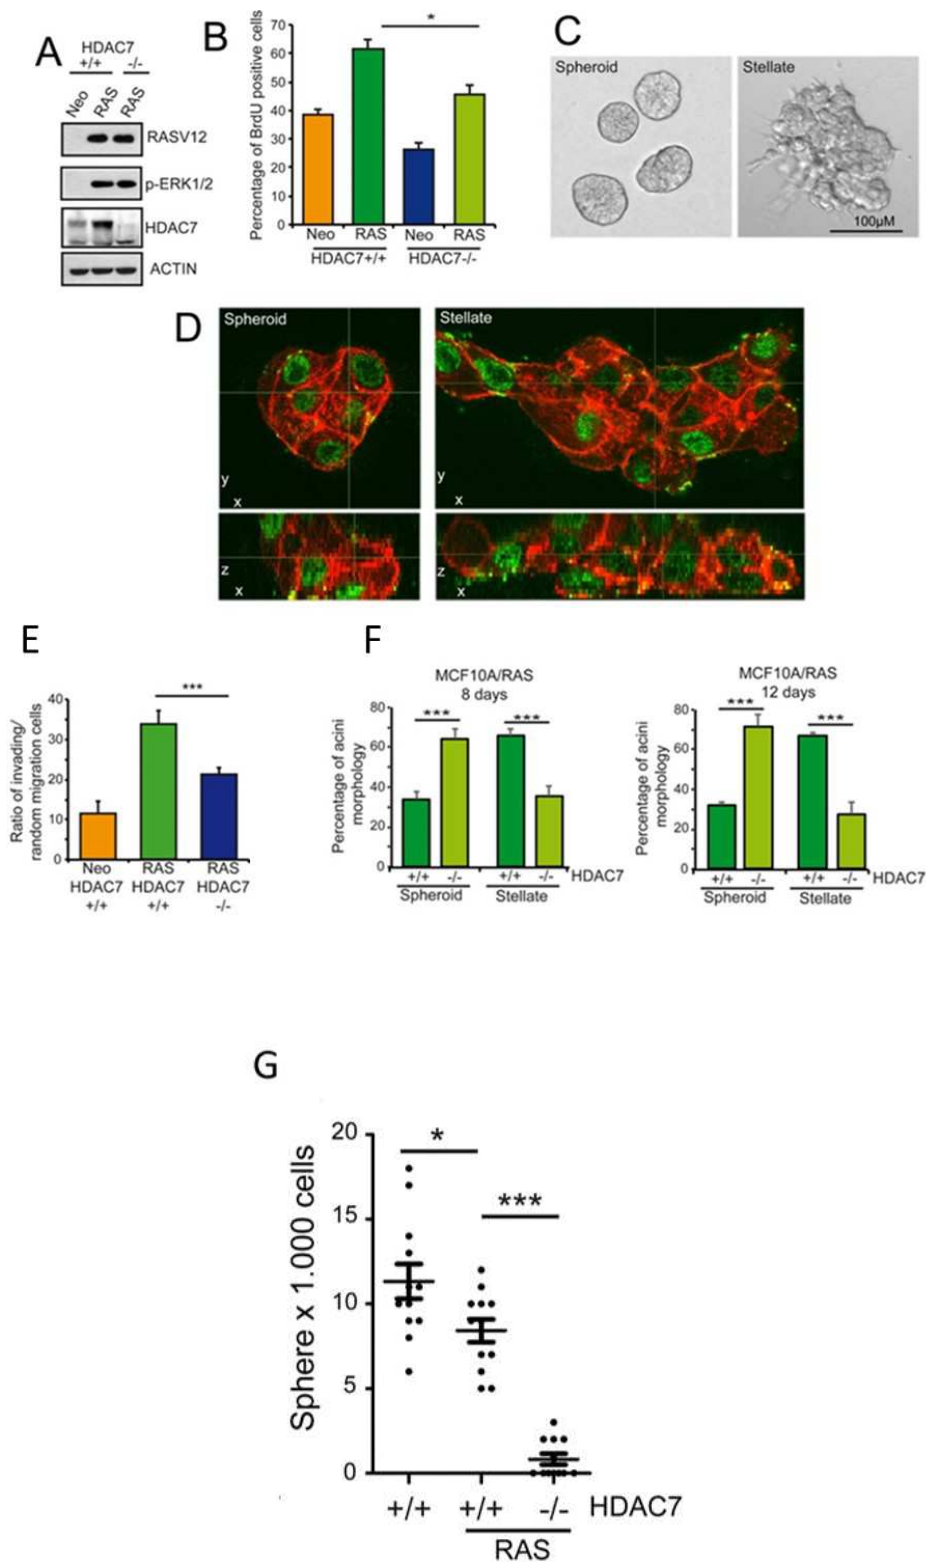 A
HDAC7
+/+ -/-
Neo RAS RAS
RASV12
p-ERK1/2
HDAC7
ACTIN
B
Percentage of BrdU positive cells
70
60
50
40
30
20
10
0
*
Neo RAS Neo RAS
HDAC7+/+ HDAC7-/-
C
Spheroid
Stellate
100µM
D
Spheroid
y
x
z
x
Stellate
y
x
z
x
E
Ratio of invading/
random migration cells
40
30
20
10
0
***
Neo RAS RAS
HDAC7 HDAC7 HDAC7
+/+ +/+ -/-
F
MCF10A/RAS
8 days
Percentage of acini
morphology
80
60
40
20
0
*** ***
+/+ -/- +/+ -/- HDAC7
Spheroid Stellate
MCF10A/RAS
12 days
Percentage of acini
morphology
80
60
40
20
0
*** ***
+/+ -/- +/+ -/- HDAC7
Spheroid Stellate
G
Sphere x 1.000 cells
20
15
10
5
0
*
***
+/+ +/+ -/- HDAC7
RAS